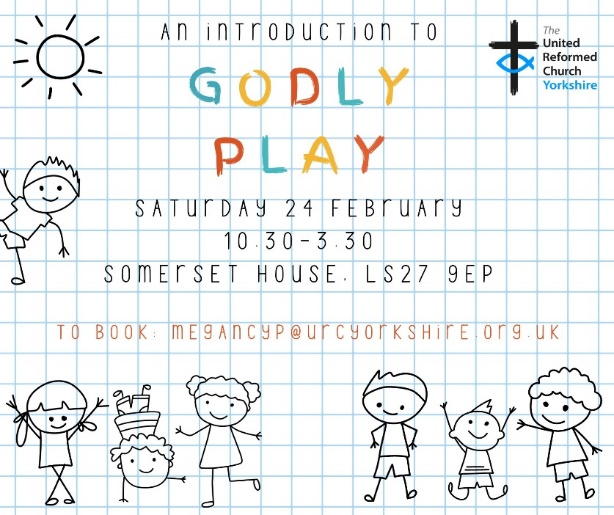 AN INTRODUCTION TO
GODLY
PLAY
The
United
Reformed
Church
Yorkshire
SATURDAY 24 FEBRUARY
10.30-3.30
SOMERSET HOUSE, LS27 9EP
TO BOOK: MEGANCYP@URCYORKSHIRE.ORG.UK